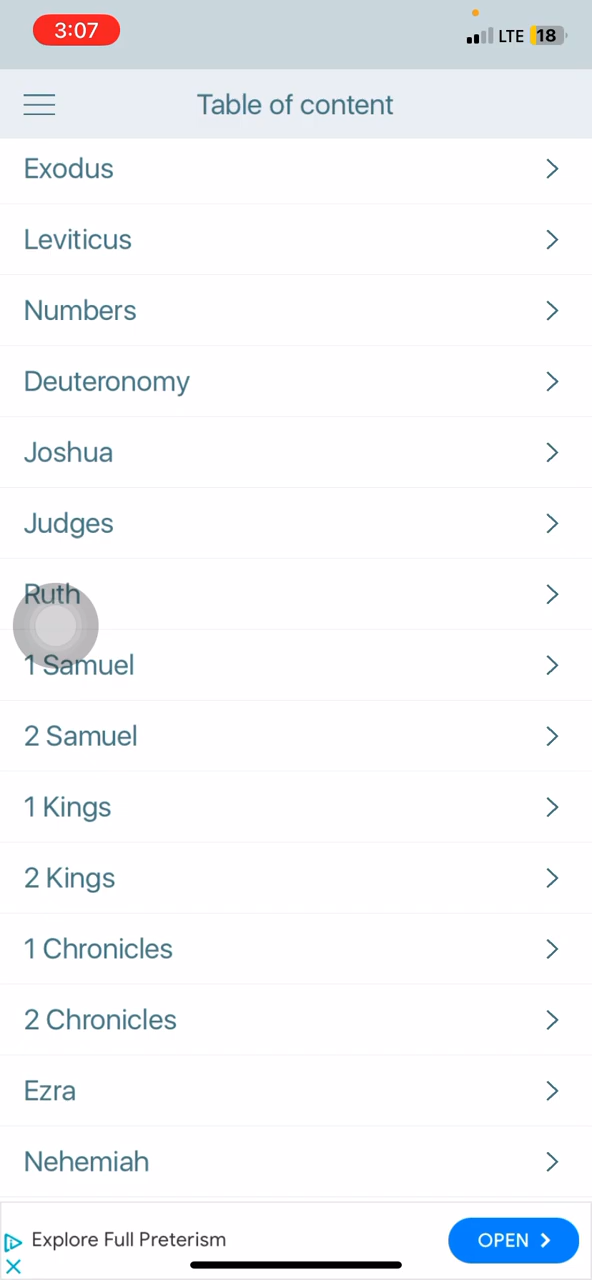 3:07
LTE 18
Table of content
Exodus
Leviticus
Numbers
Deuteronomy
Joshua
Judges
Ruth
1 Samuel
2 Samuel
1 Kings
2 Kings
1 Chronicles
2 Chronicles
Ezra
Nehemiah
Explore Full Preterism
OPEN